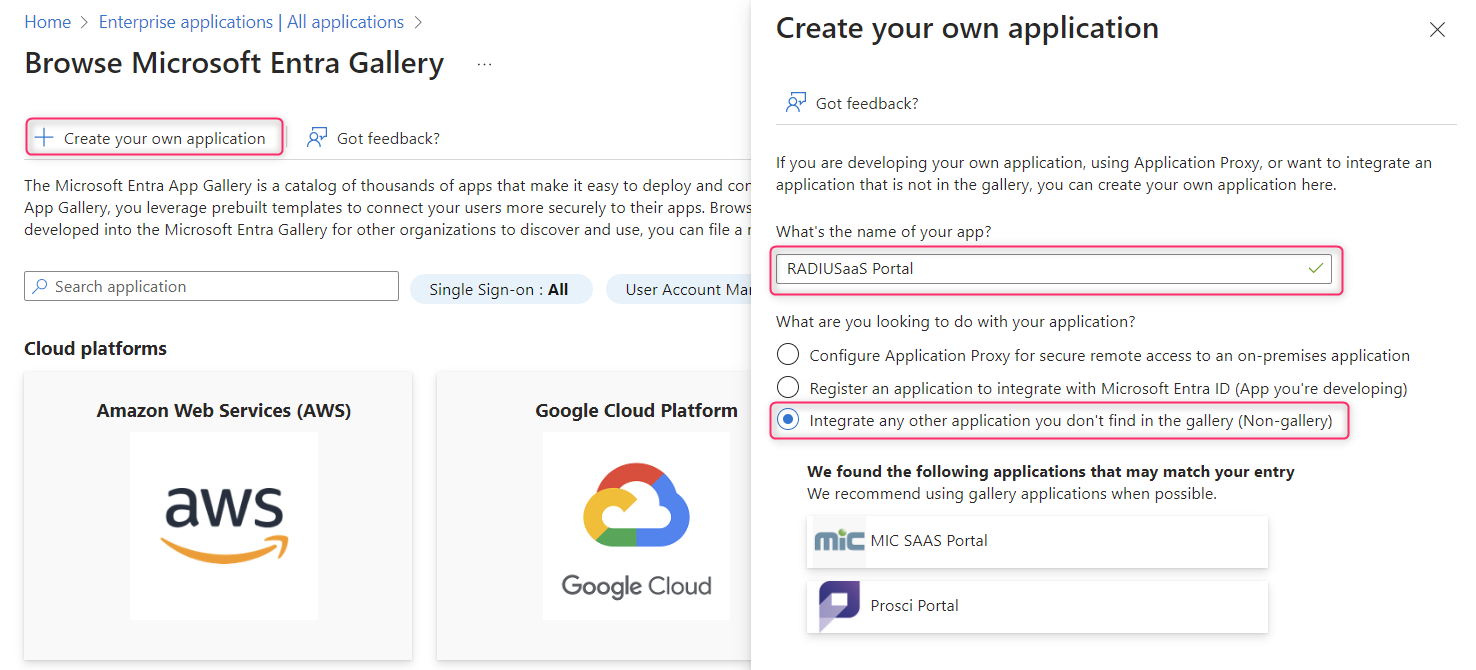 Home > Enterprise applications | All applications >
Browse Microsoft Entra Gallery ...
Create your own application
Got feedback?
The Microsoft Entra App Gallery is a catalog of thousands of apps that make it easy to deploy and
App Gallery, you leverage prebuilt templates to connect your users more securely to their apps.
developed into the Microsoft Entra Gallery for other organizations to discover and use, you can file a
Search application
Single Sign-on : All
User Account
Cloud platforms
Amazon Web Services (AWS)
aws
Google Cloud Platform
Google Cloud
Create your own application
Got feedback?
If you are developing your own application, using Application Proxy, or want to integrate an
application that is not in the gallery, you can create your own application here.
What's the name of your app?
RADIUSaaS Portal
What are you looking to do with your application?
Configure Application Proxy for secure remote access to an on-premises application
Register an application to integrate with Microsoft Entra ID (App you're developing)
Integrate any other application you don't find in the gallery (Non-gallery)
We found the following applications that may match your entry
We recommend using gallery applications when possible.
mic MIC SAAS Portal
Prosci Portal